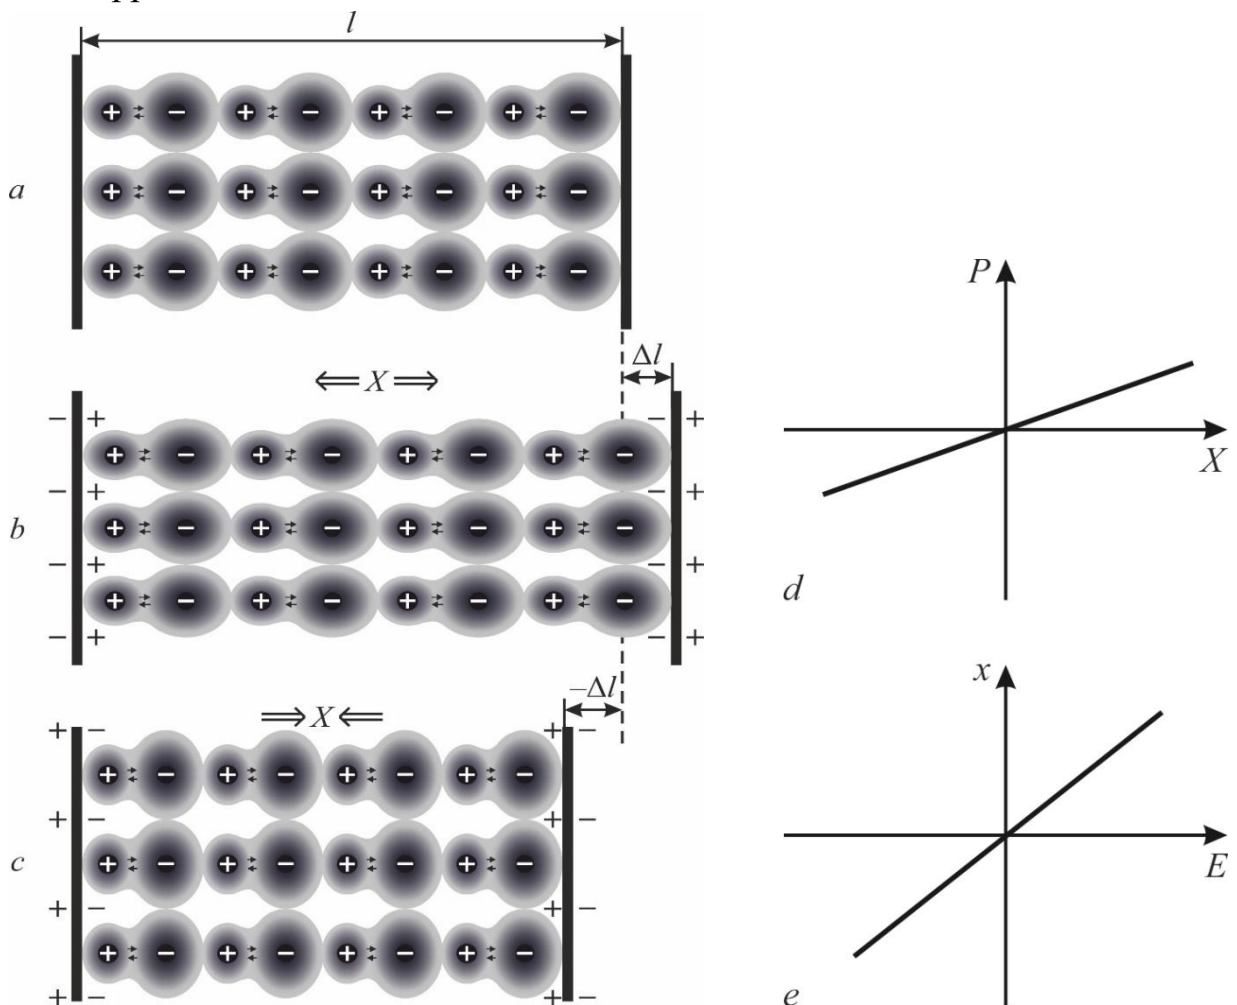 l
+ − + − + − + −
+ − + − + − + −
a
+ − + − + − + −
P
X
Δl
− + − +
+ − + − + − + −
X
− + − +
b
+ − + − + − + −
− + − +
d
+ − + − + − + −
− + − +
x
−Δl
X
+ − + −
+ − + − + − + −
+ − + −
E
c
+ − + − + − + −
+ − + −
+ − + − + − + −
+ − + −
e